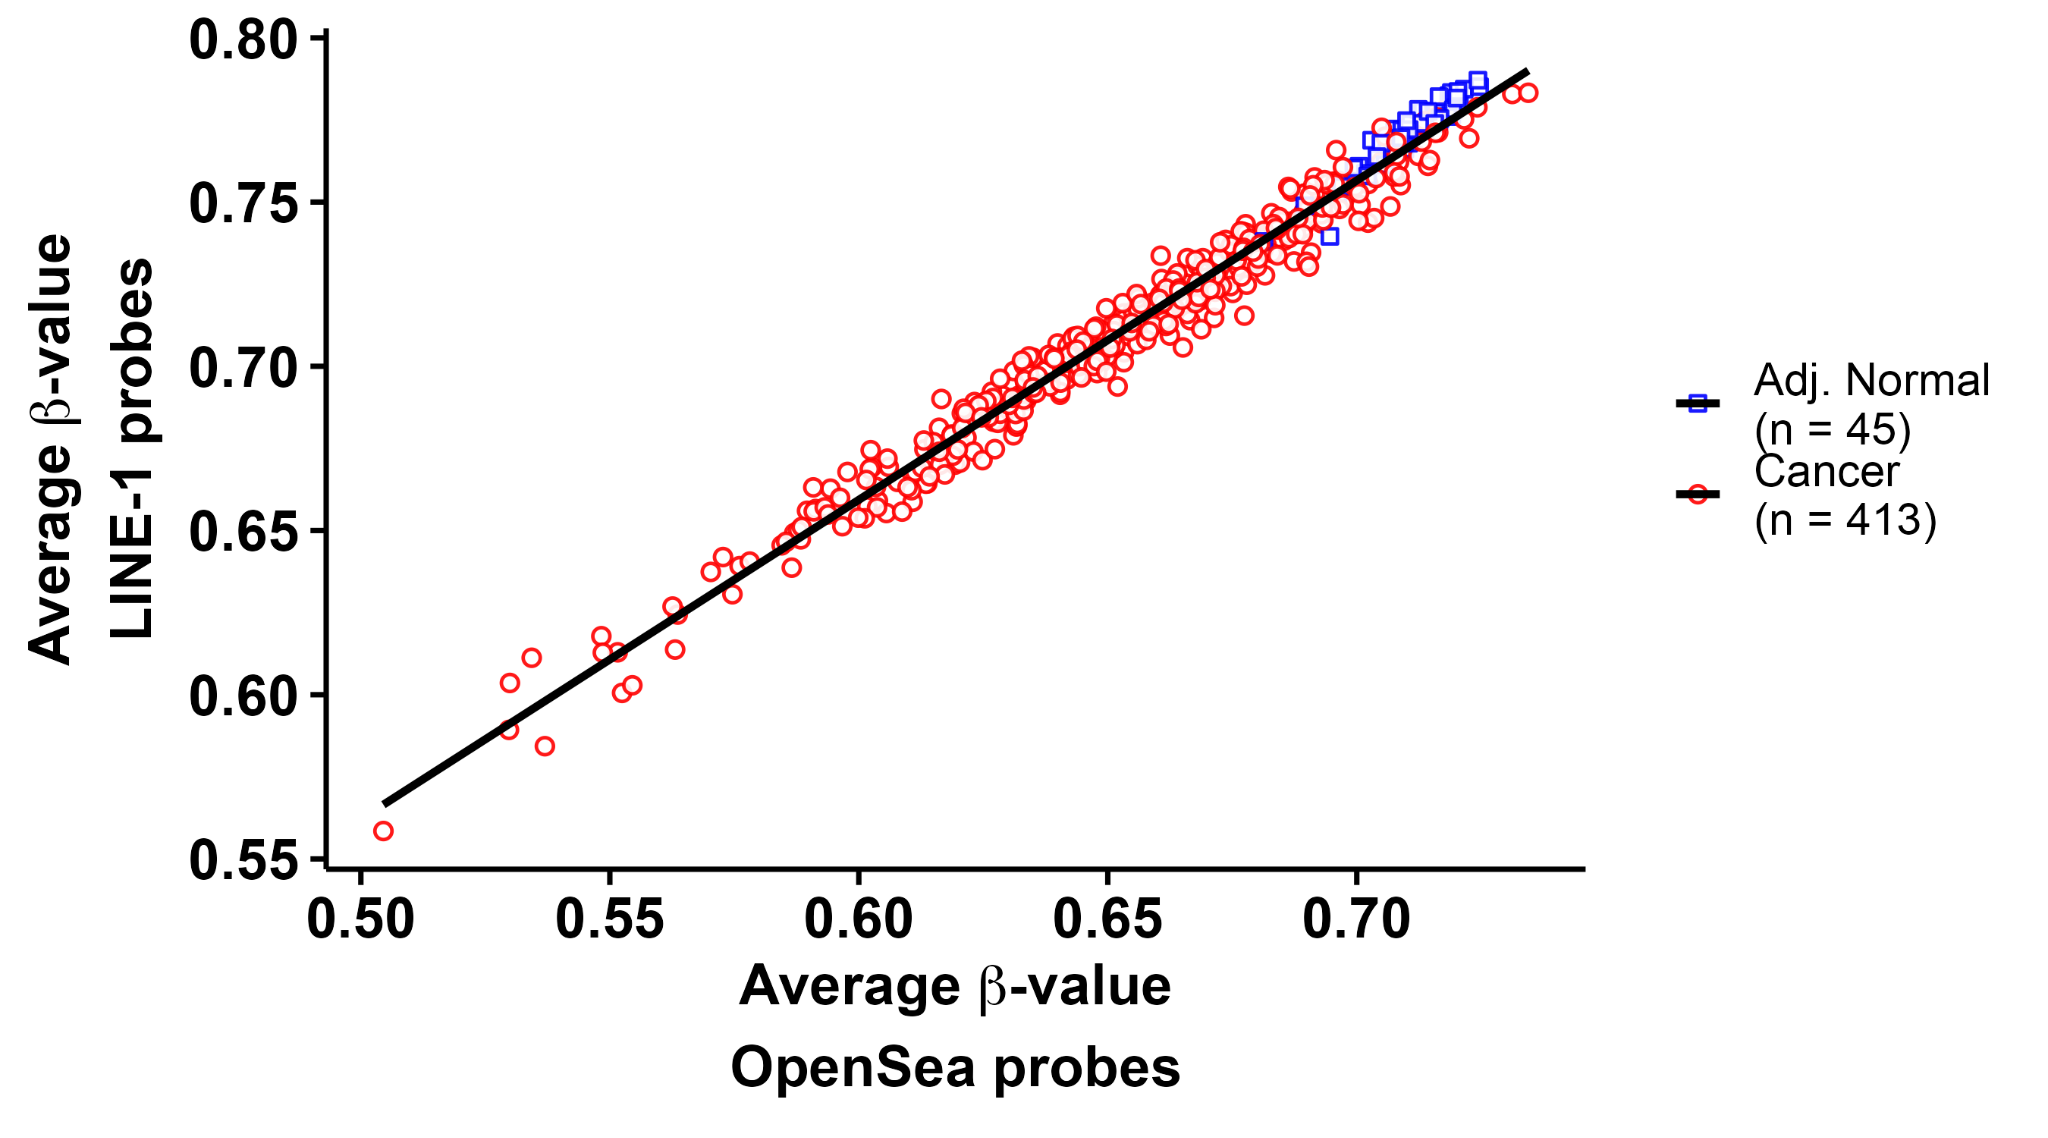 0.80
0.75
0.70
0.65
0.60
0.55
Average β-value
LINE-1 probes
0.50 0.55 0.60 0.65 0.70
Average β-value
OpenSea probes
Adj. Normal
(n = 45)
Cancer
(n = 413)